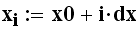 xᵢ := x0 + i·dx